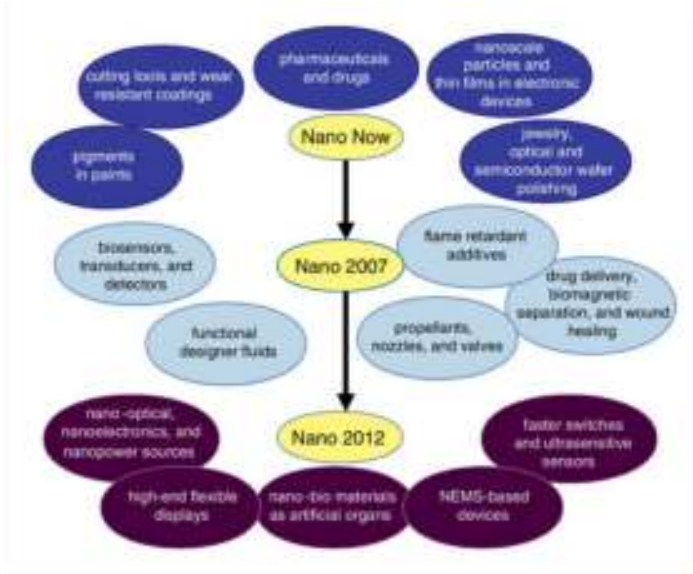 pharmaceuticals
and drugs
cutting tools and wear
resistant coatings
nanoscale
particles and
thin films in electronic
devices
Nano Now
pigments
in paints
jewelry,
optical and
semiconductor wafer
polishing
biosensors,
transducers, and
detectors
Nano 2007
flame retardant
additives
drug delivery,
biomagnetic
separation, and wound
healing
functional
designer fluids
propellants,
nozzles, and valves
nano-optical,
nanoelectronics, and
nanopower sources
Nano 2012
faster switches
and ultrasensitive
sensors
high-end flexible
displays
nano-bio materials
as artificial organs
NEMS-based
devices